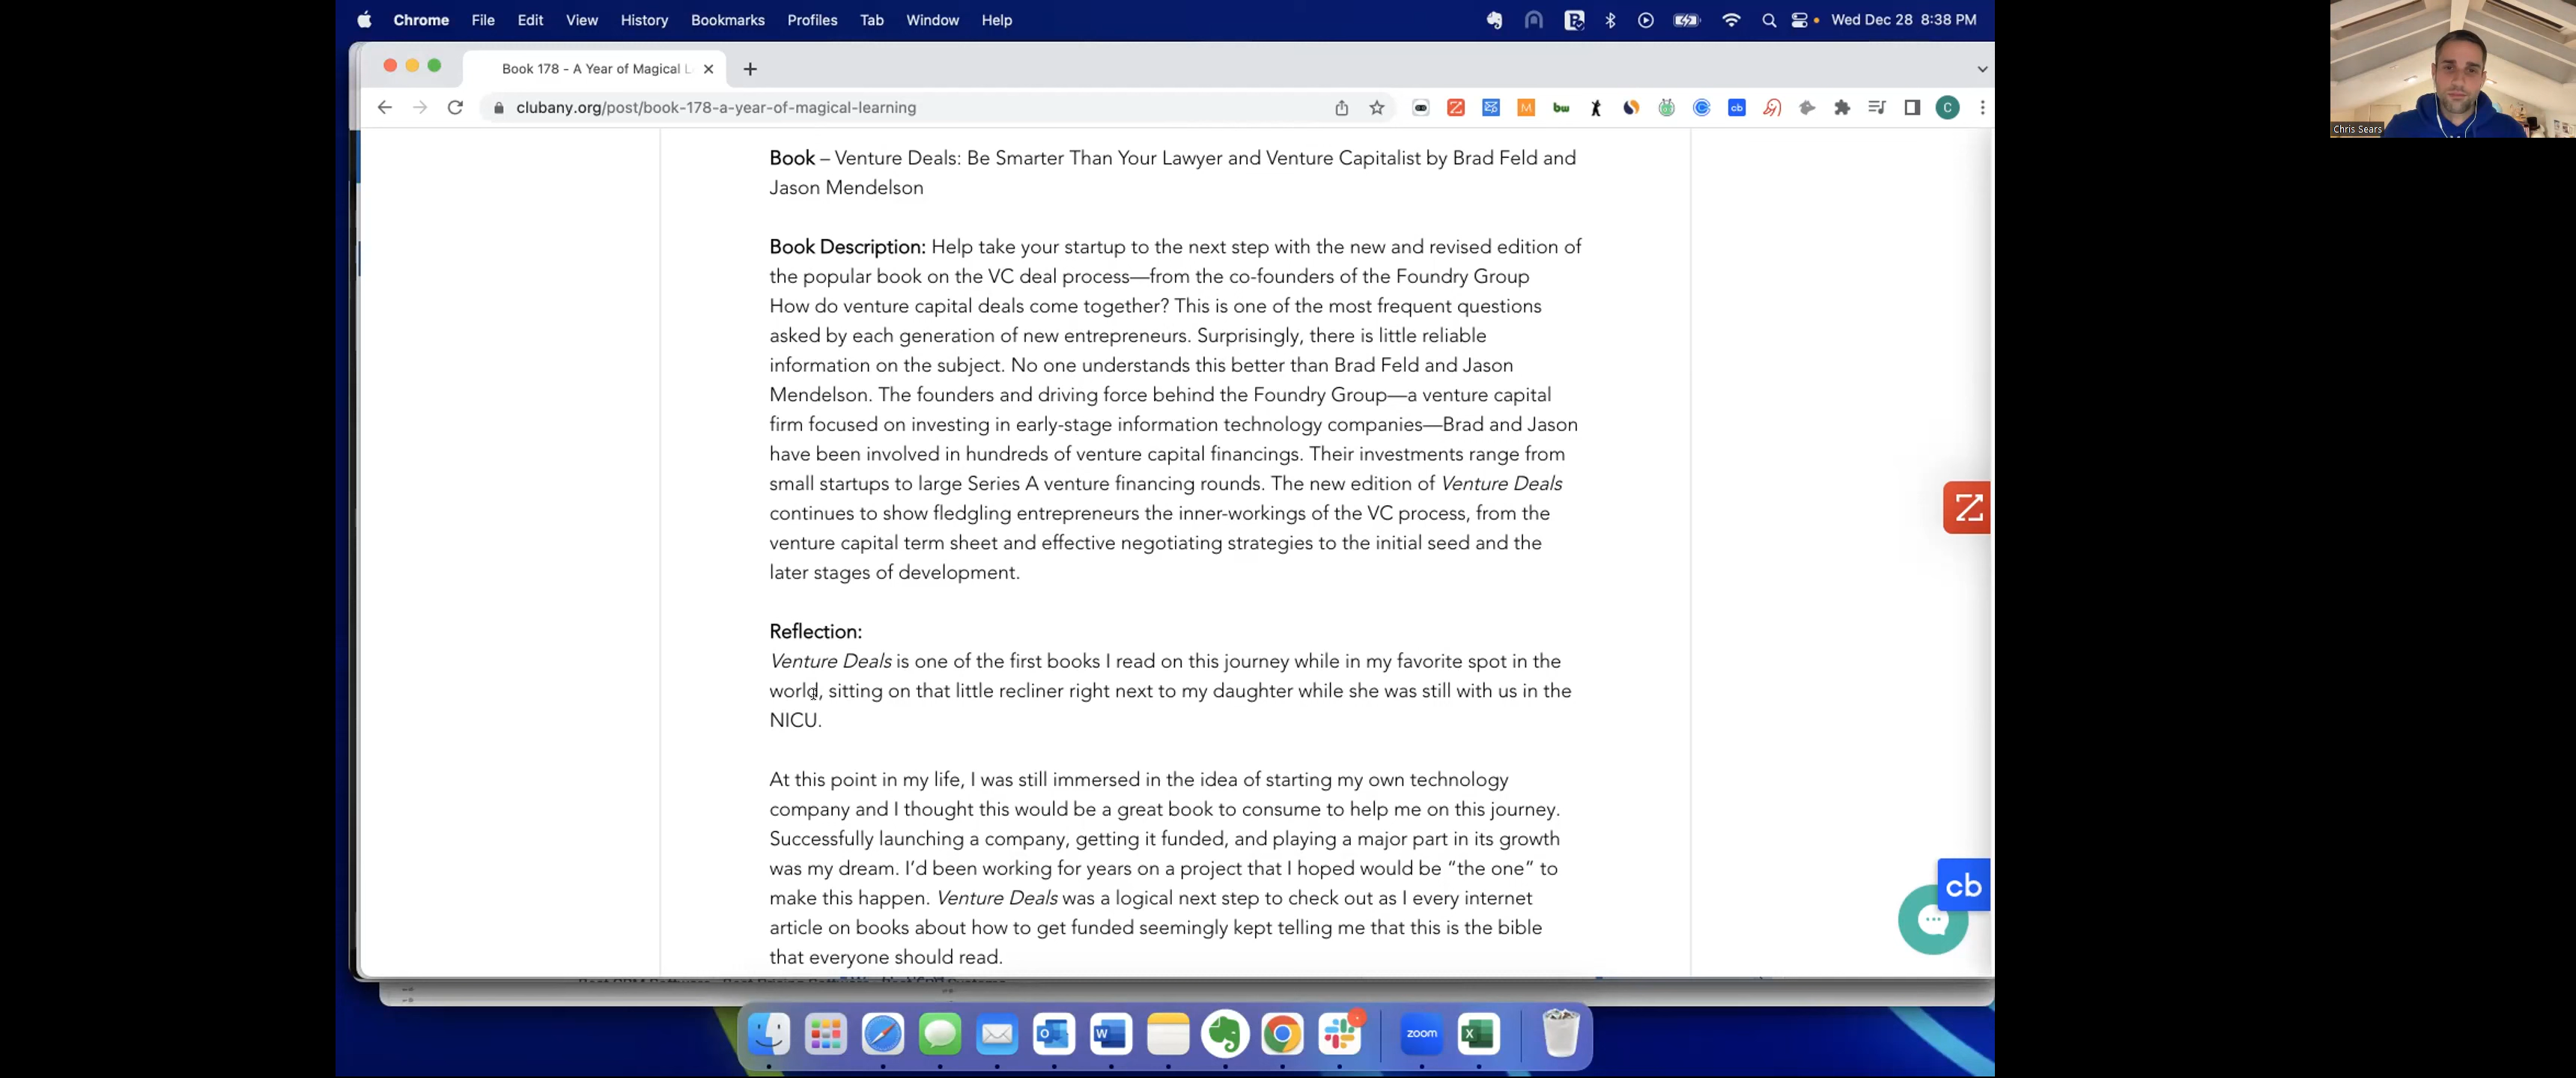 Chrome File Edit View History Bookmarks Profiles Tab Window Help Wed Dec 28 8:38 PM
Book 178 - A Year of Magical L
clubany.org/post/book-178-a-year-of-magical-learning
M bw cb C
Chris Sears
Book – Venture Deals: Be Smarter Than Your Lawyer and Venture Capitalist by Brad Feld and
Jason Mendelson
Book Description: Help take your startup to the next step with the new and revised edition of
the popular book on the VC deal process—from the co-founders of the Foundry Group
How do venture capital deals come together? This is one of the most frequent questions
asked by each generation of new entrepreneurs. Surprisingly, there is little reliable
information on the subject. No one understands this better than Brad Feld and Jason
Mendelson. The founders and driving force behind the Foundry Group—a venture capital
firm focused on investing in early-stage information technology companies—Brad and Jason
have been involved in hundreds of venture capital financings. Their investments range from
small startups to large Series A venture financing rounds. The new edition of Venture Deals
continues to show fledgling entrepreneurs the inner-workings of the VC process, from the
venture capital term sheet and effective negotiating strategies to the initial seed and the
later stages of development.
Reflection:
Venture Deals is one of the first books I read on this journey while in my favorite spot in the
world, sitting on that little recliner right next to my daughter while she was still with us in the
NICU.
At this point in my life, I was still immersed in the idea of starting my own technology
company and I thought this would be a great book to consume to help me on this journey.
Successfully launching a company, getting it funded, and playing a major part in its growth
was my dream. I'd been working for years on a project that I hoped would be “the one” to
make this happen. Venture Deals was a logical next step to check out as I every internet
article on books about how to get funded seemingly kept telling me that this is the bible
that everyone should read.
cb
zoom